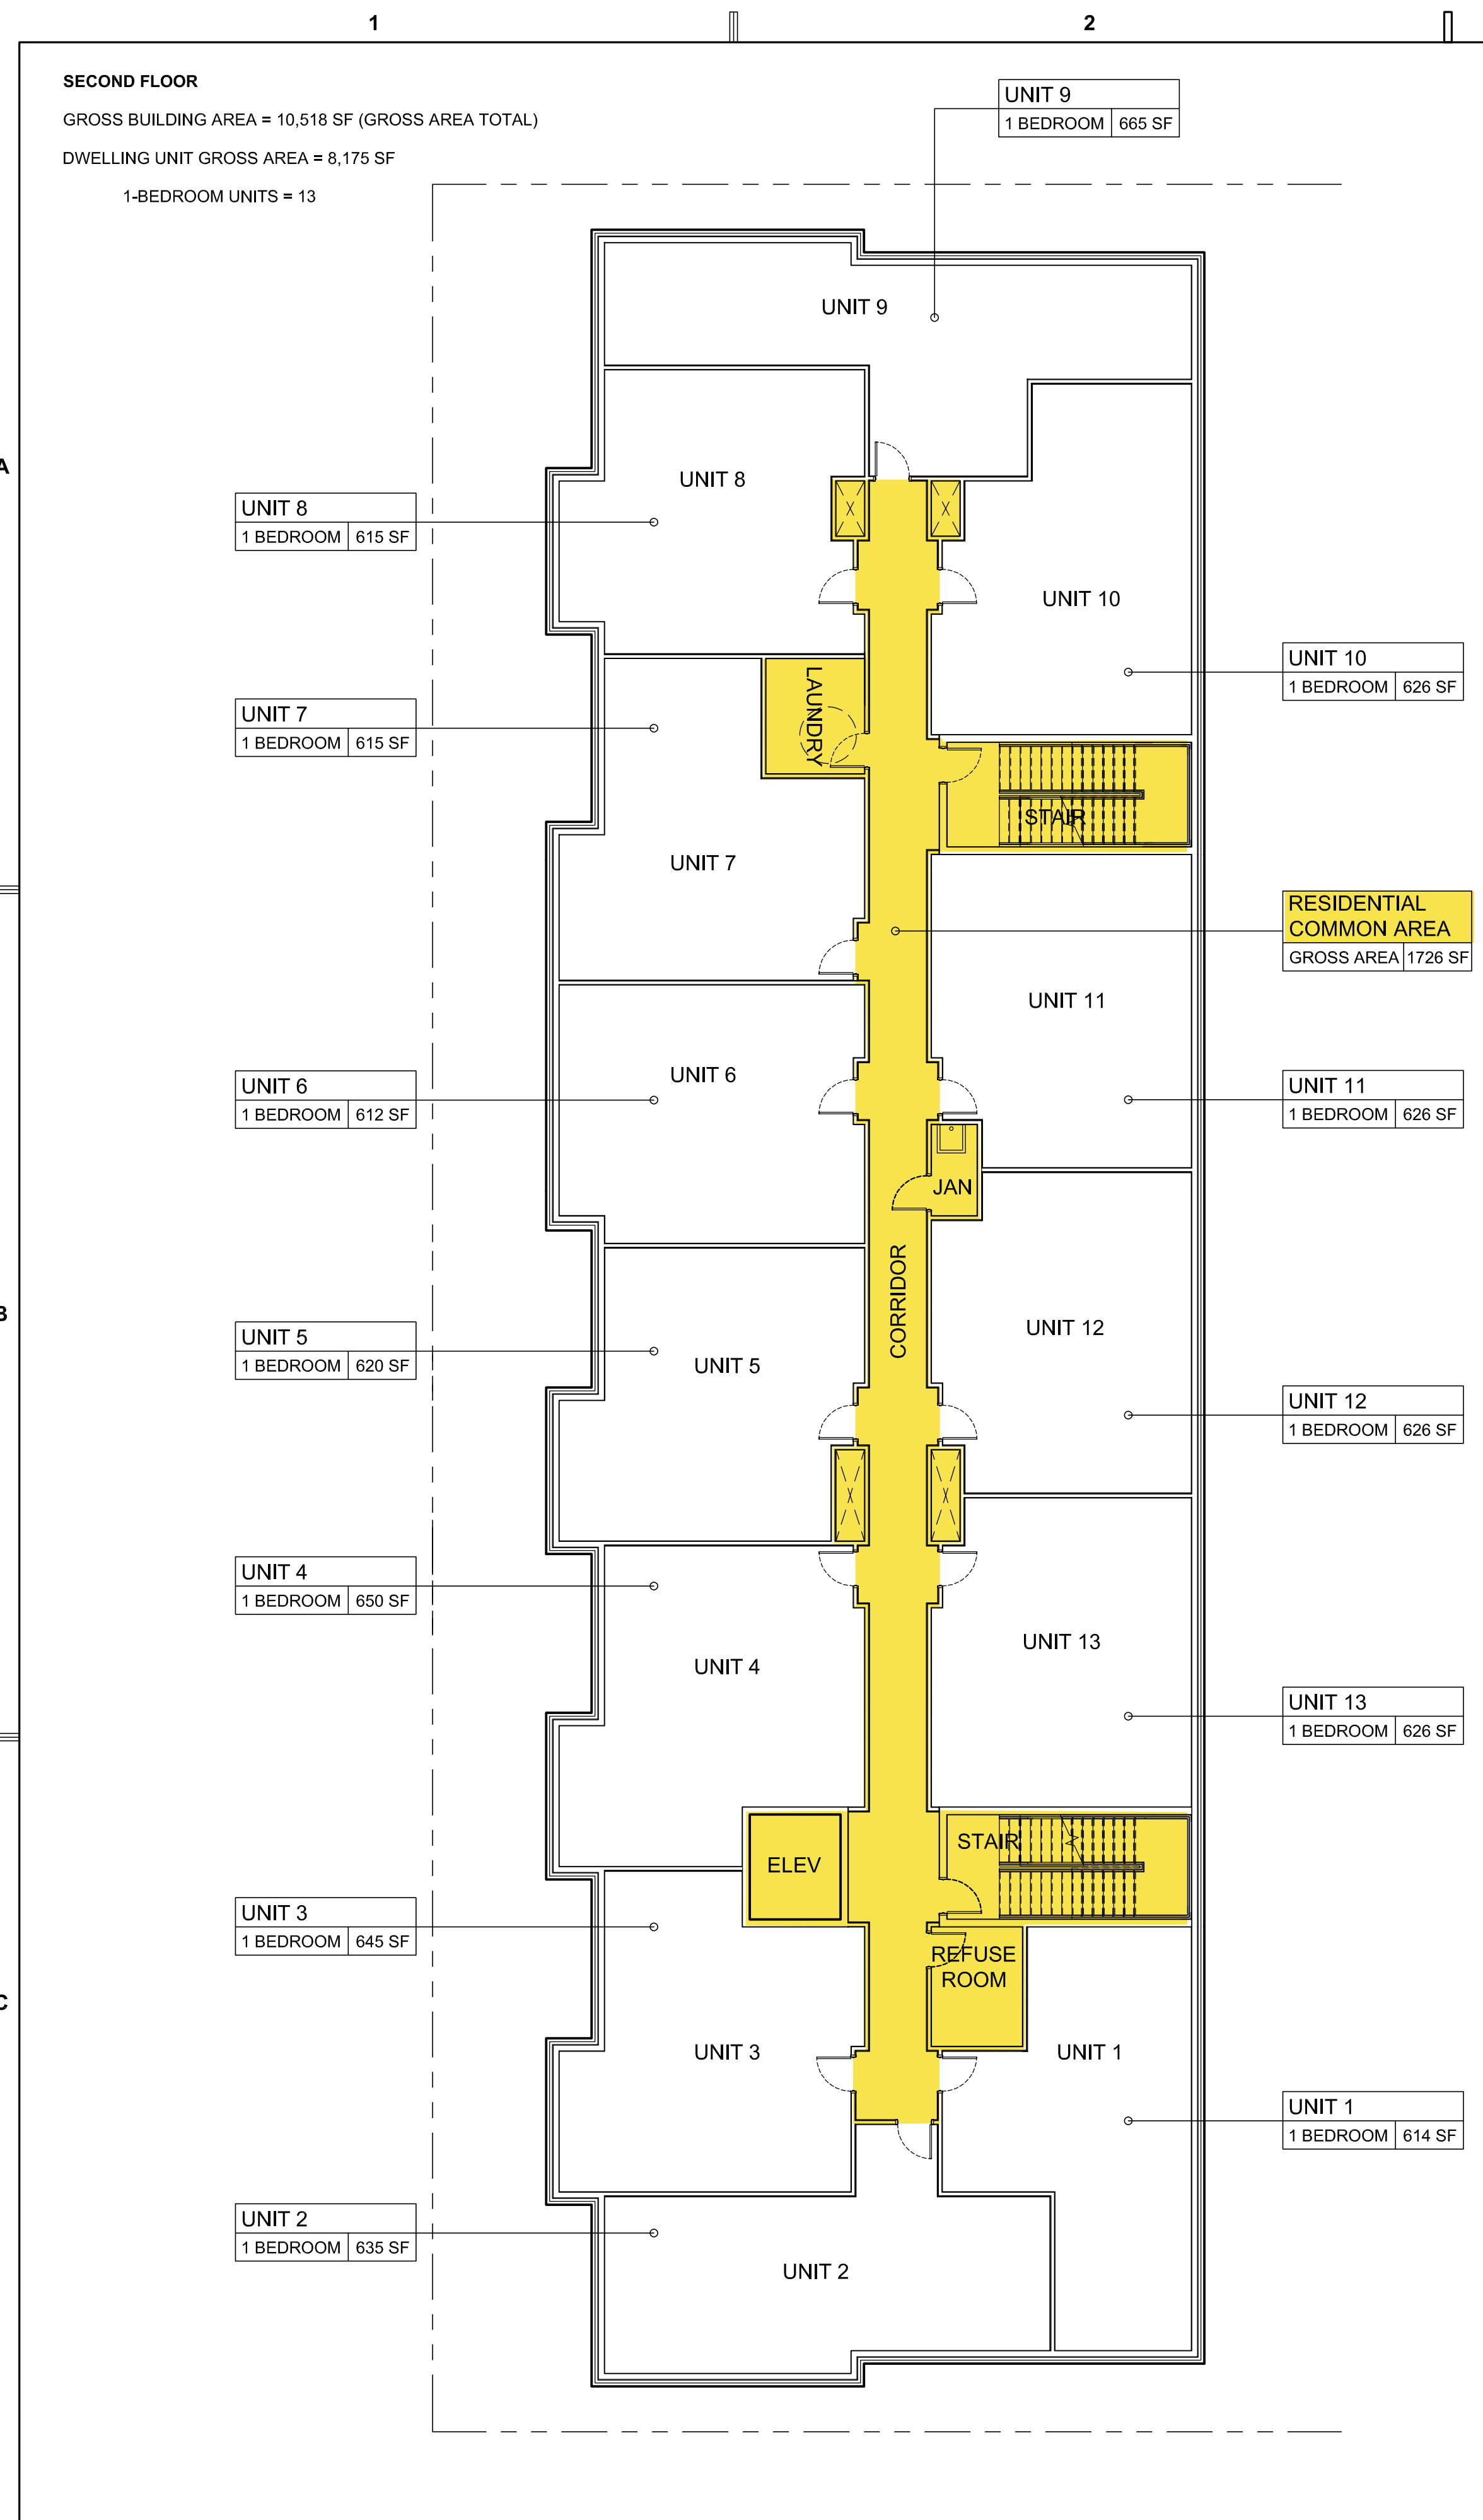 1
2
SECOND FLOOR
GROSS BUILDING AREA = 10,518 SF (GROSS AREA TOTAL)
DWELLING UNIT GROSS AREA = 8,175 SF
1-BEDROOM UNITS = 13
UNIT 9
1 BEDROOM 665 SF
UNIT 9
A
UNIT 8
UNIT 8
1 BEDROOM 615 SF
UNIT 10
UNIT 10
1 BEDROOM 626 SF
LAUNDRY
UNIT 7
1 BEDROOM 615 SF
STAIR
UNIT 7
RESIDENTIAL
COMMON AREA
GROSS AREA 1726 SF
UNIT 11
UNIT 6
UNIT 6
1 BEDROOM 612 SF
UNIT 11
1 BEDROOM 626 SF
JAN
CORRIDOR
B
UNIT 12
UNIT 5
1 BEDROOM 620 SF
UNIT 5
UNIT 12
1 BEDROOM 626 SF
UNIT 4
1 BEDROOM 650 SF
UNIT 13
UNIT 4
UNIT 13
1 BEDROOM 626 SF
STAIR
ELEV
UNIT 3
1 BEDROOM 645 SF
REFUSE
ROOM
C
UNIT 3
UNIT 1
UNIT 1
1 BEDROOM 614 SF
UNIT 2
1 BEDROOM 635 SF
UNIT 2